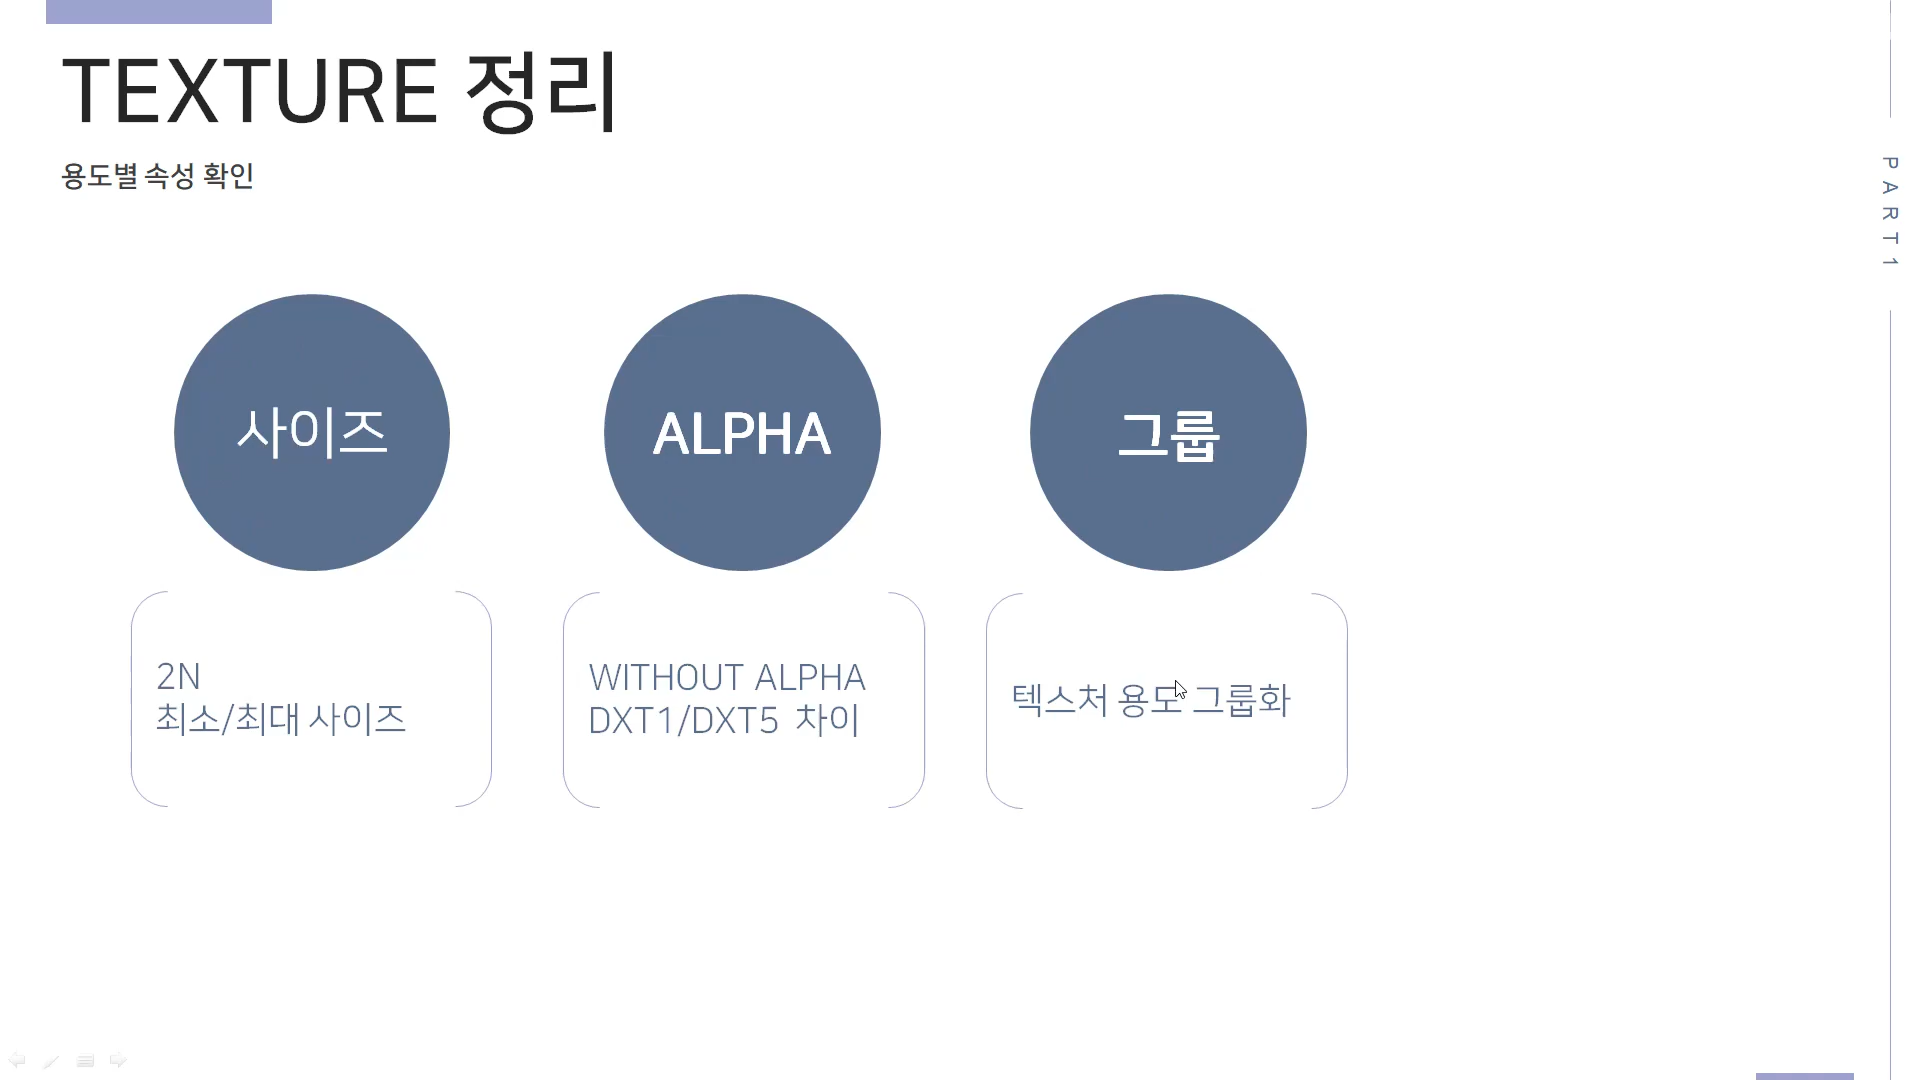 TEXTURE 정리
용도별 속성 확인
PART1
사이즈
ALPHA
그룹
2N
최소/최대 사이즈
WITHOUT ALPHA
DXT1/DXT5 차이
텍스처 용도 그룹화